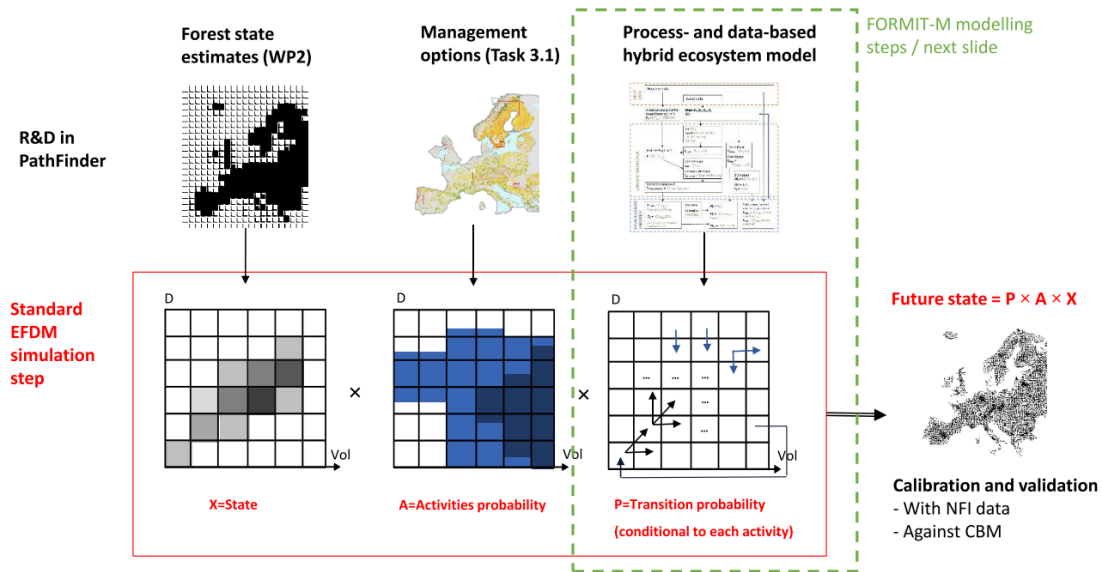 Forest state
estimates (WP2)
Management
options (Task 3.1)
Process- and data-based
hybrid ecosystem model
FORMIT-M modelling
steps / next slide
R&D in
PathFinder
Standard
EFDM
simulation
step
D
Vol
X=State
×
D
Vol
A=Activities probability
×
D
...
...
...
...
...
Vol
P=Transition probability
(conditional to each activity)
Future state = P × A × X
Calibration and validation
- With NFI data
- Against CBM